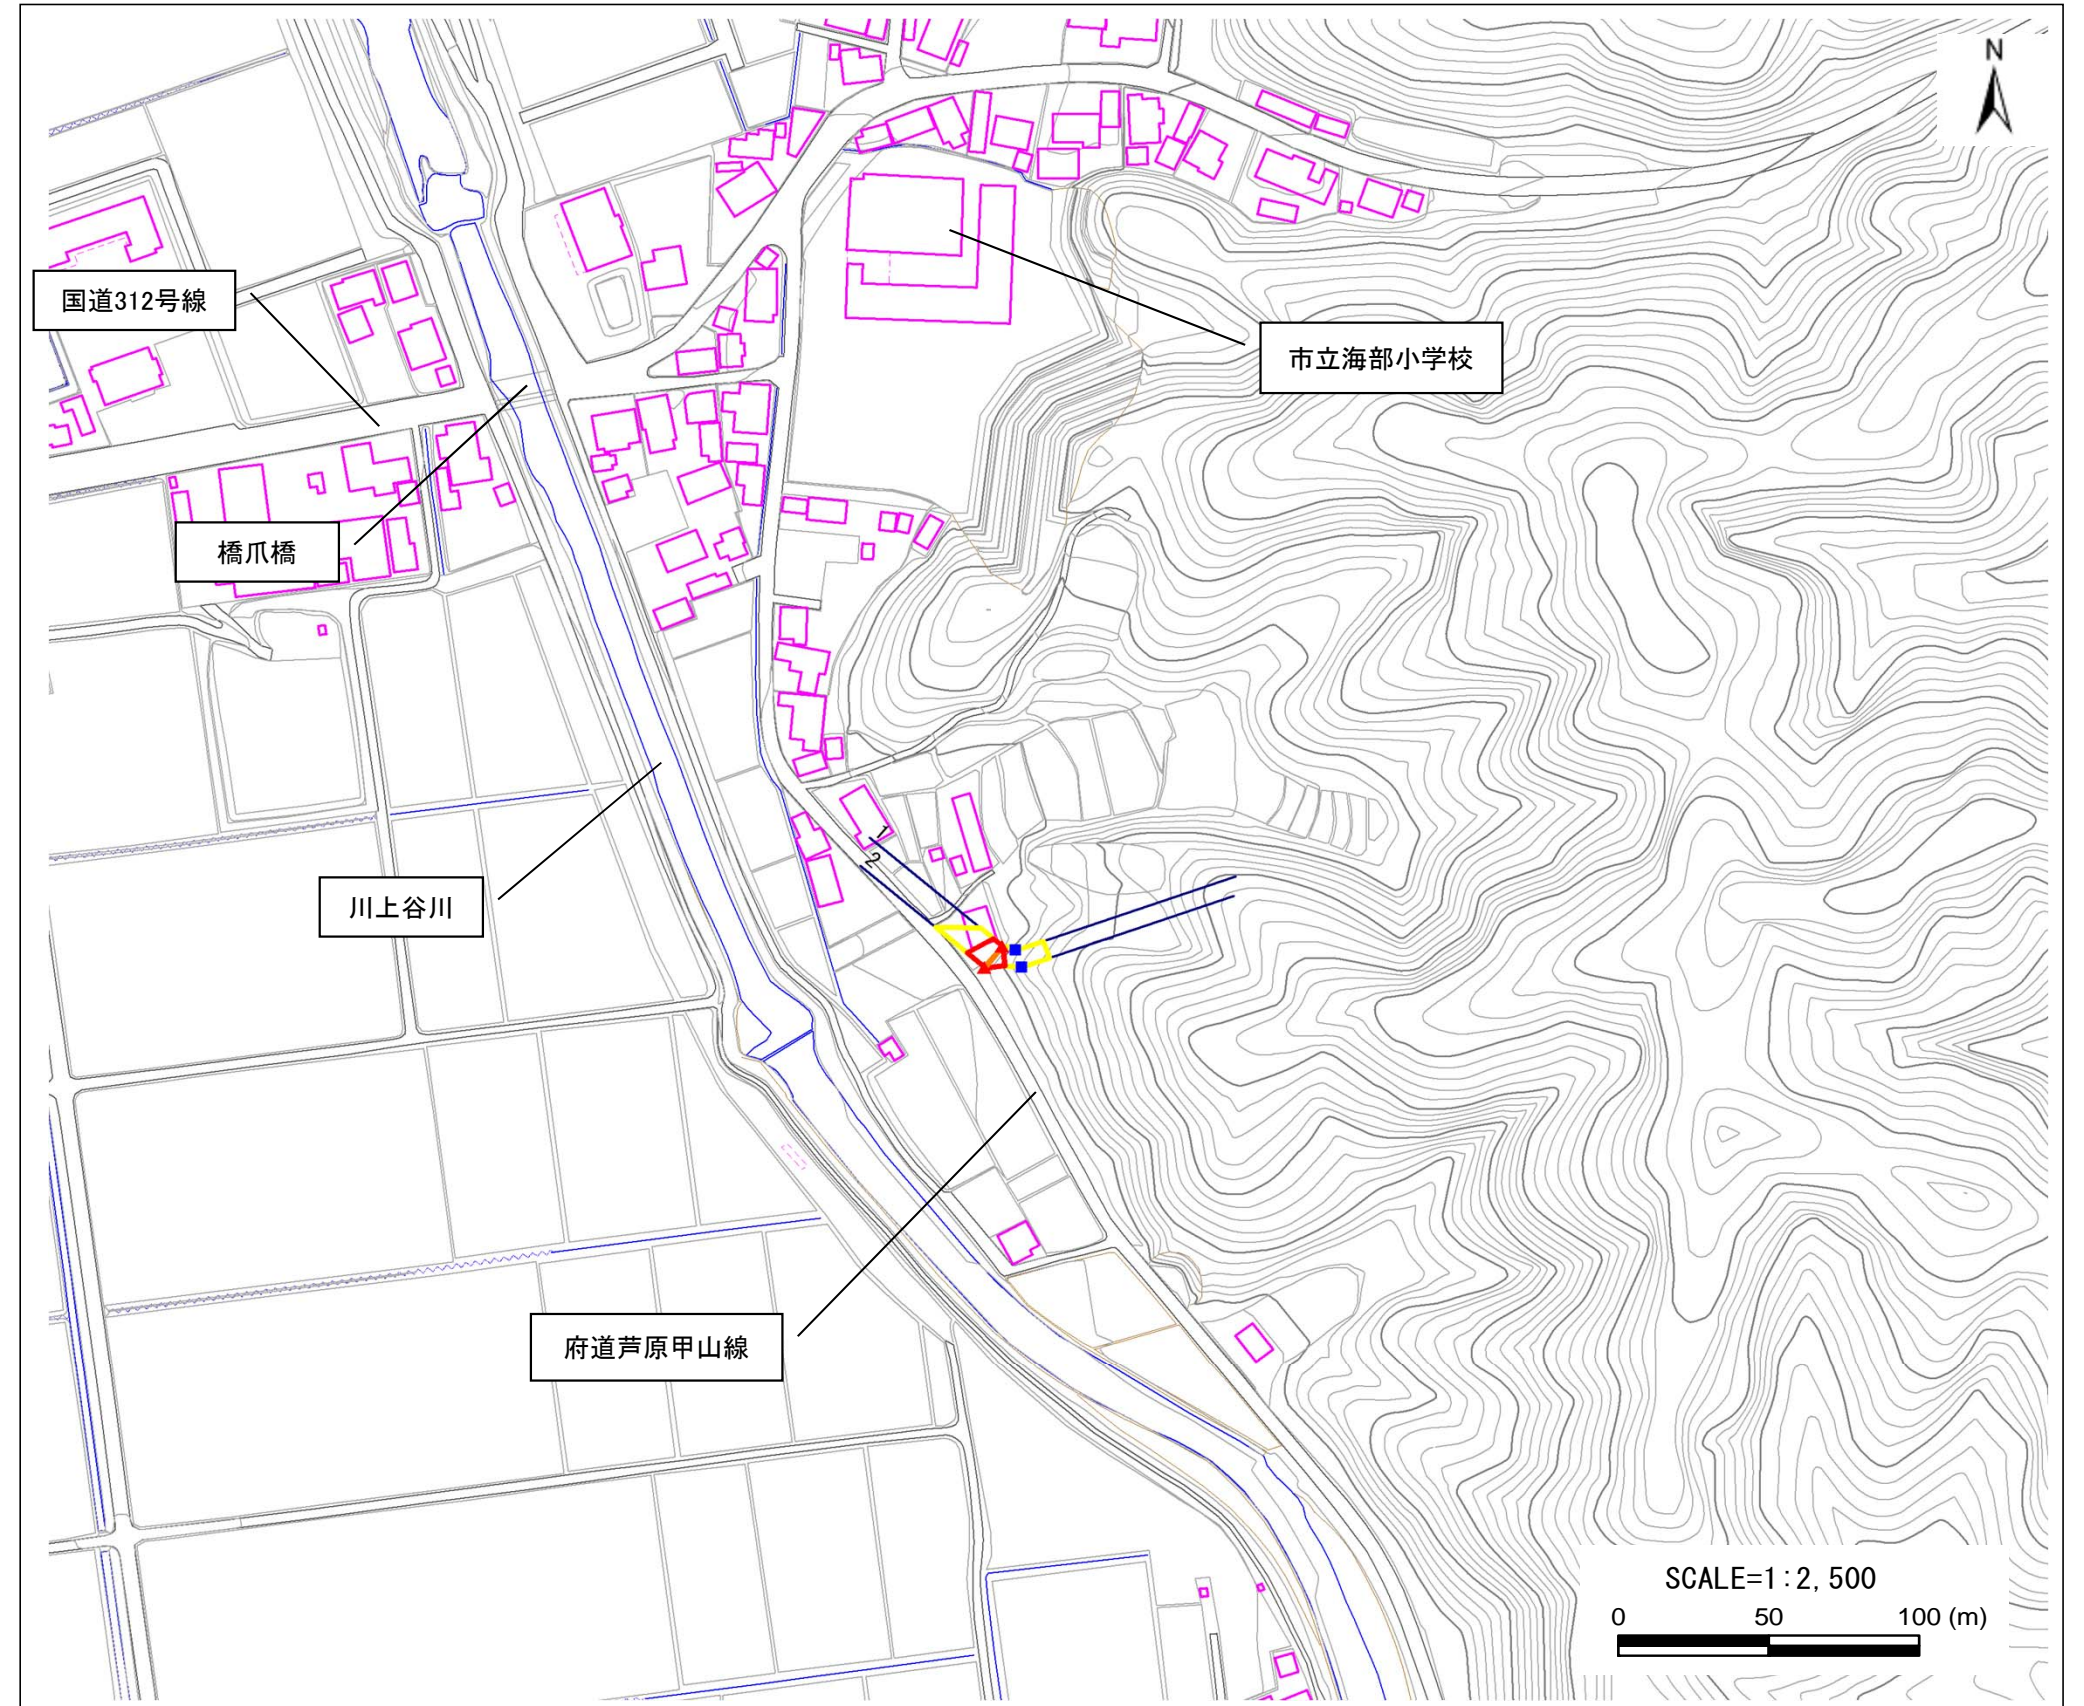 N
国道312号線
市立海部小学校
橋爪橋
1
2
川上谷川
府道芦原甲山線
SCALE=1:2,500
0 50 100 (m)